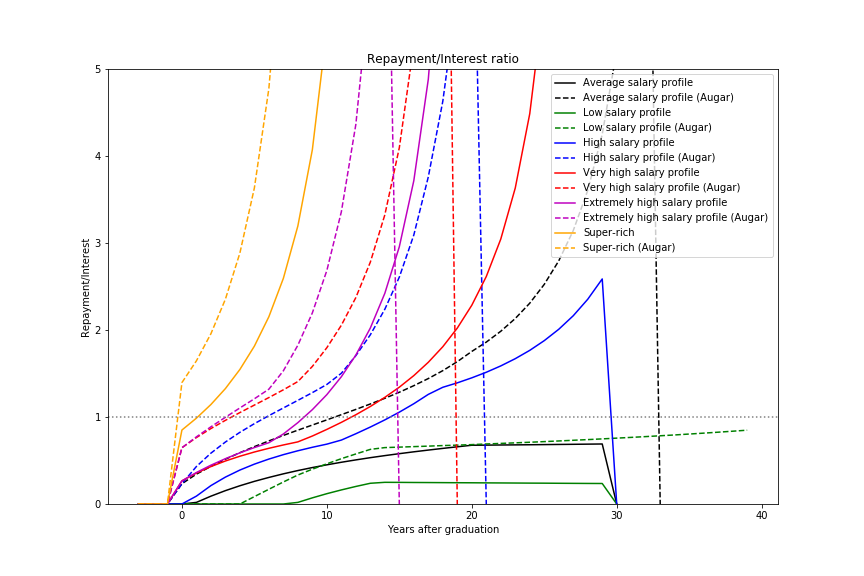 Repayment/Interest ratio
5
4
3
2
1
0
Repayment/Interest
Average salary profile
Average salary profile (Augar)
Low salary profile
Low salary profile (Augar)
High salary profile
High salary profile (Augar)
Very high salary profile
Very high salary profile (Augar)
Extremely high salary profile
Extremely high salary profile (Augar)
Super-rich
Super-rich (Augar)
0
10
20
30
40
Years after graduation